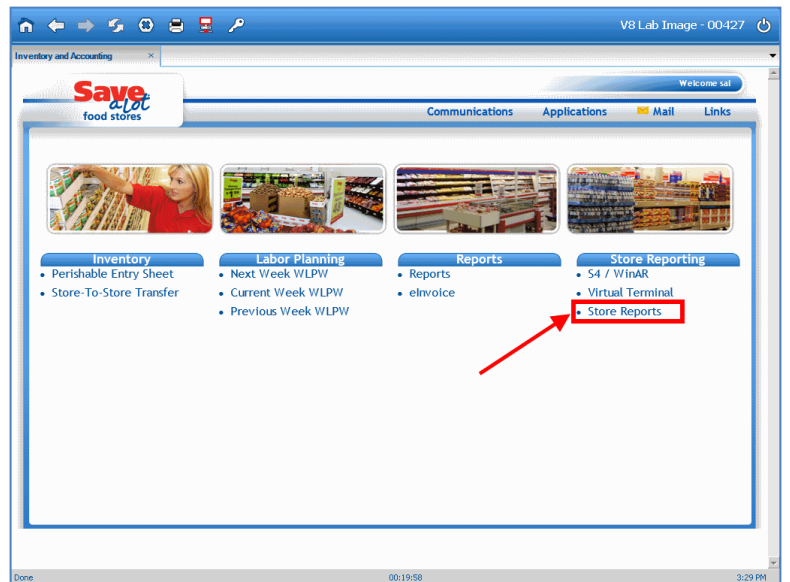 V8 Lab Image - 00427
Inventory and Accounting ×
Welcome sal
Save
a lot
food stores
Communications Applications Mail Links
Inventory Labor Planning Reports Store Reporting
• Perishable Entry Sheet • Next Week WLPW • Reports • S4 / WinAR
• Store-To-Store Transfer • Current Week WLPW • eInvoice • Virtual Terminal
• Previous Week WLPW • Store Reports
Done 00:19:58 3:29 PM